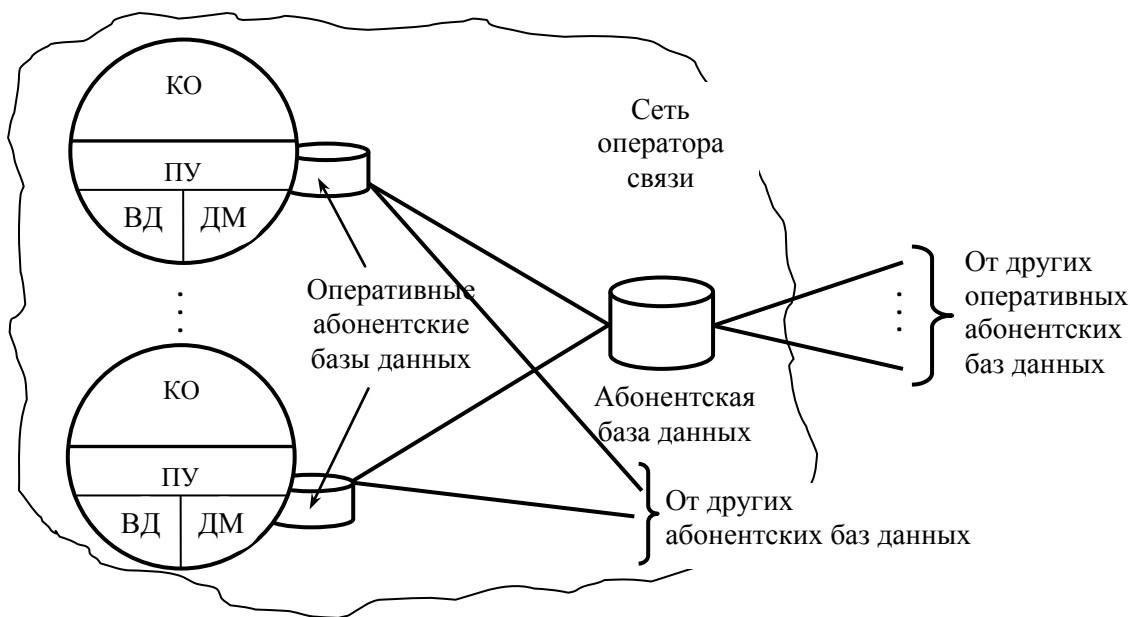 КО
ПУ
ВД ДМ
Сеть
оператора
связи
Оперативные
абонентские
базы данных
КО
ПУ
ВД ДМ
Абонентская
база данных
От других
оперативных
абонентских
баз данных
От других
абонентских баз данных